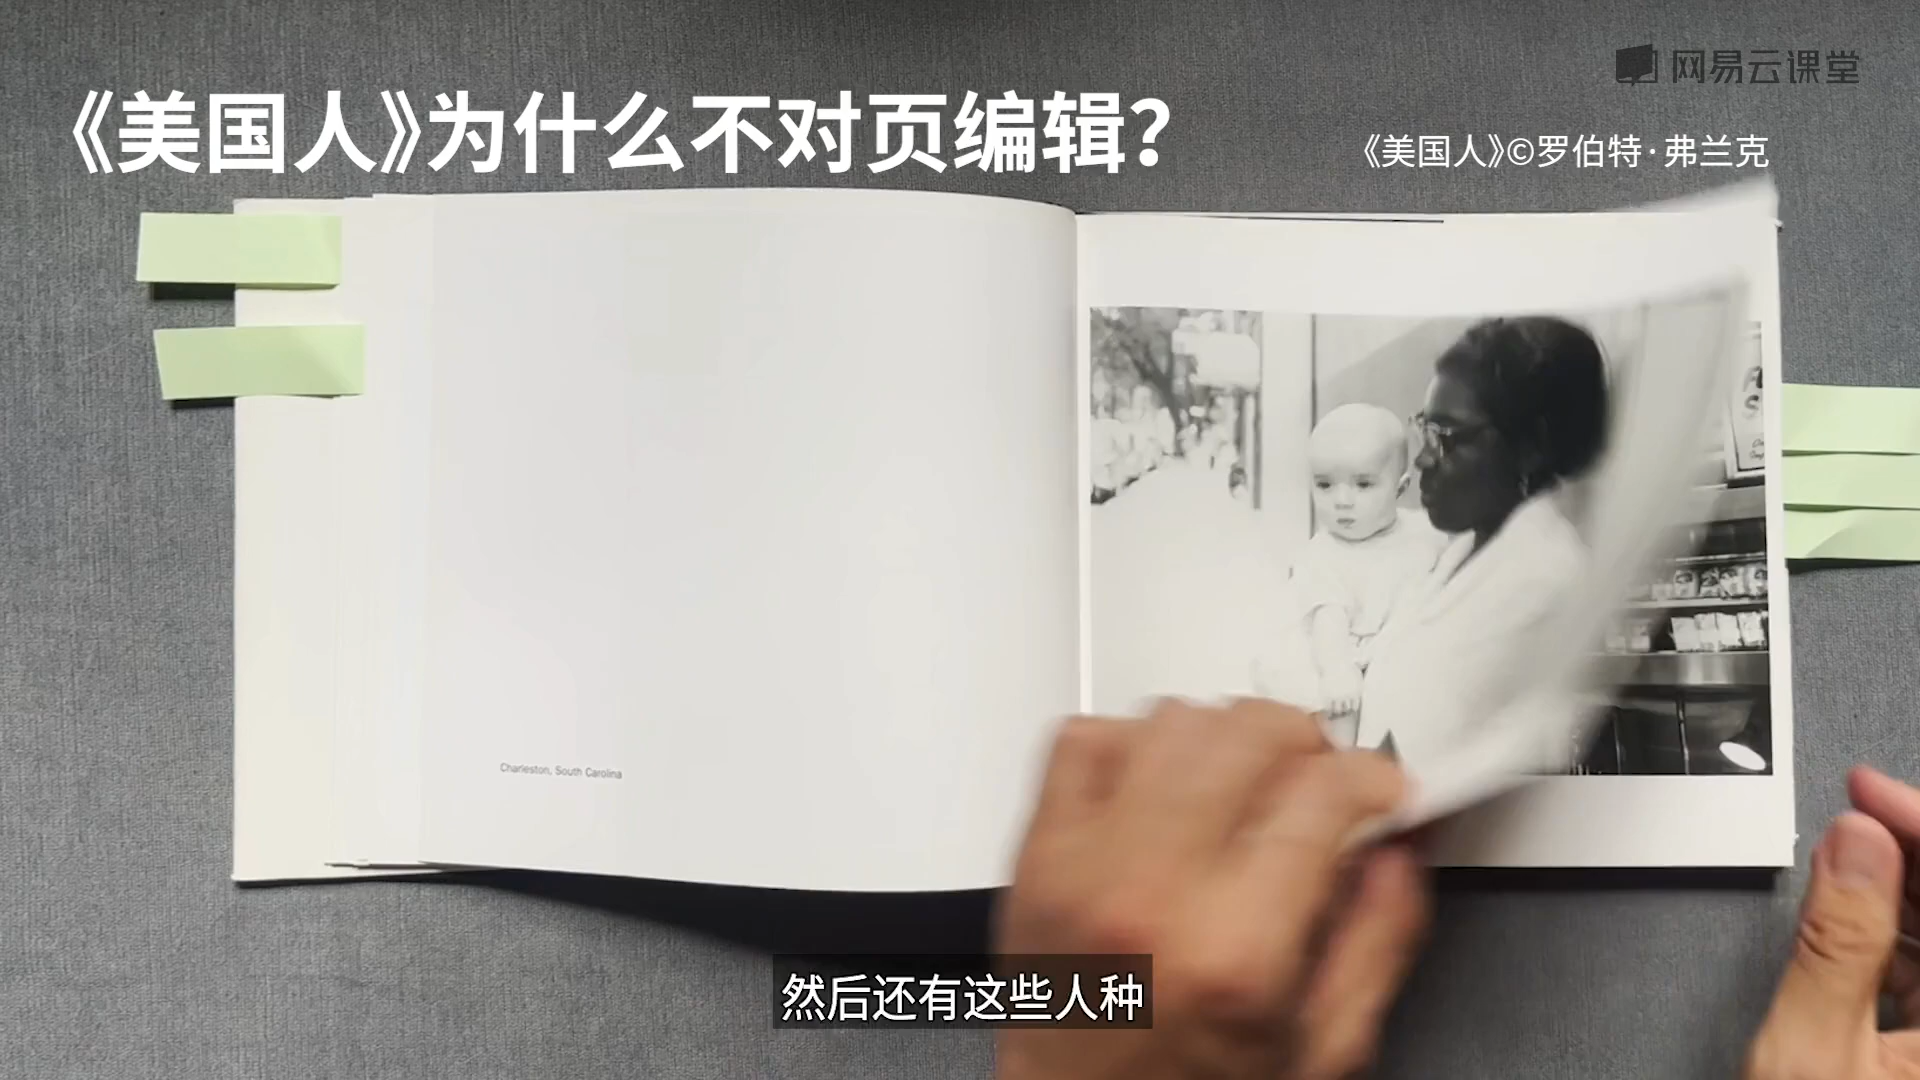 网易云课堂
《美国人》为什么不对页编辑?
《美国人》©罗伯特·弗兰克
Charleston, South Carolina
然后还有这些人种